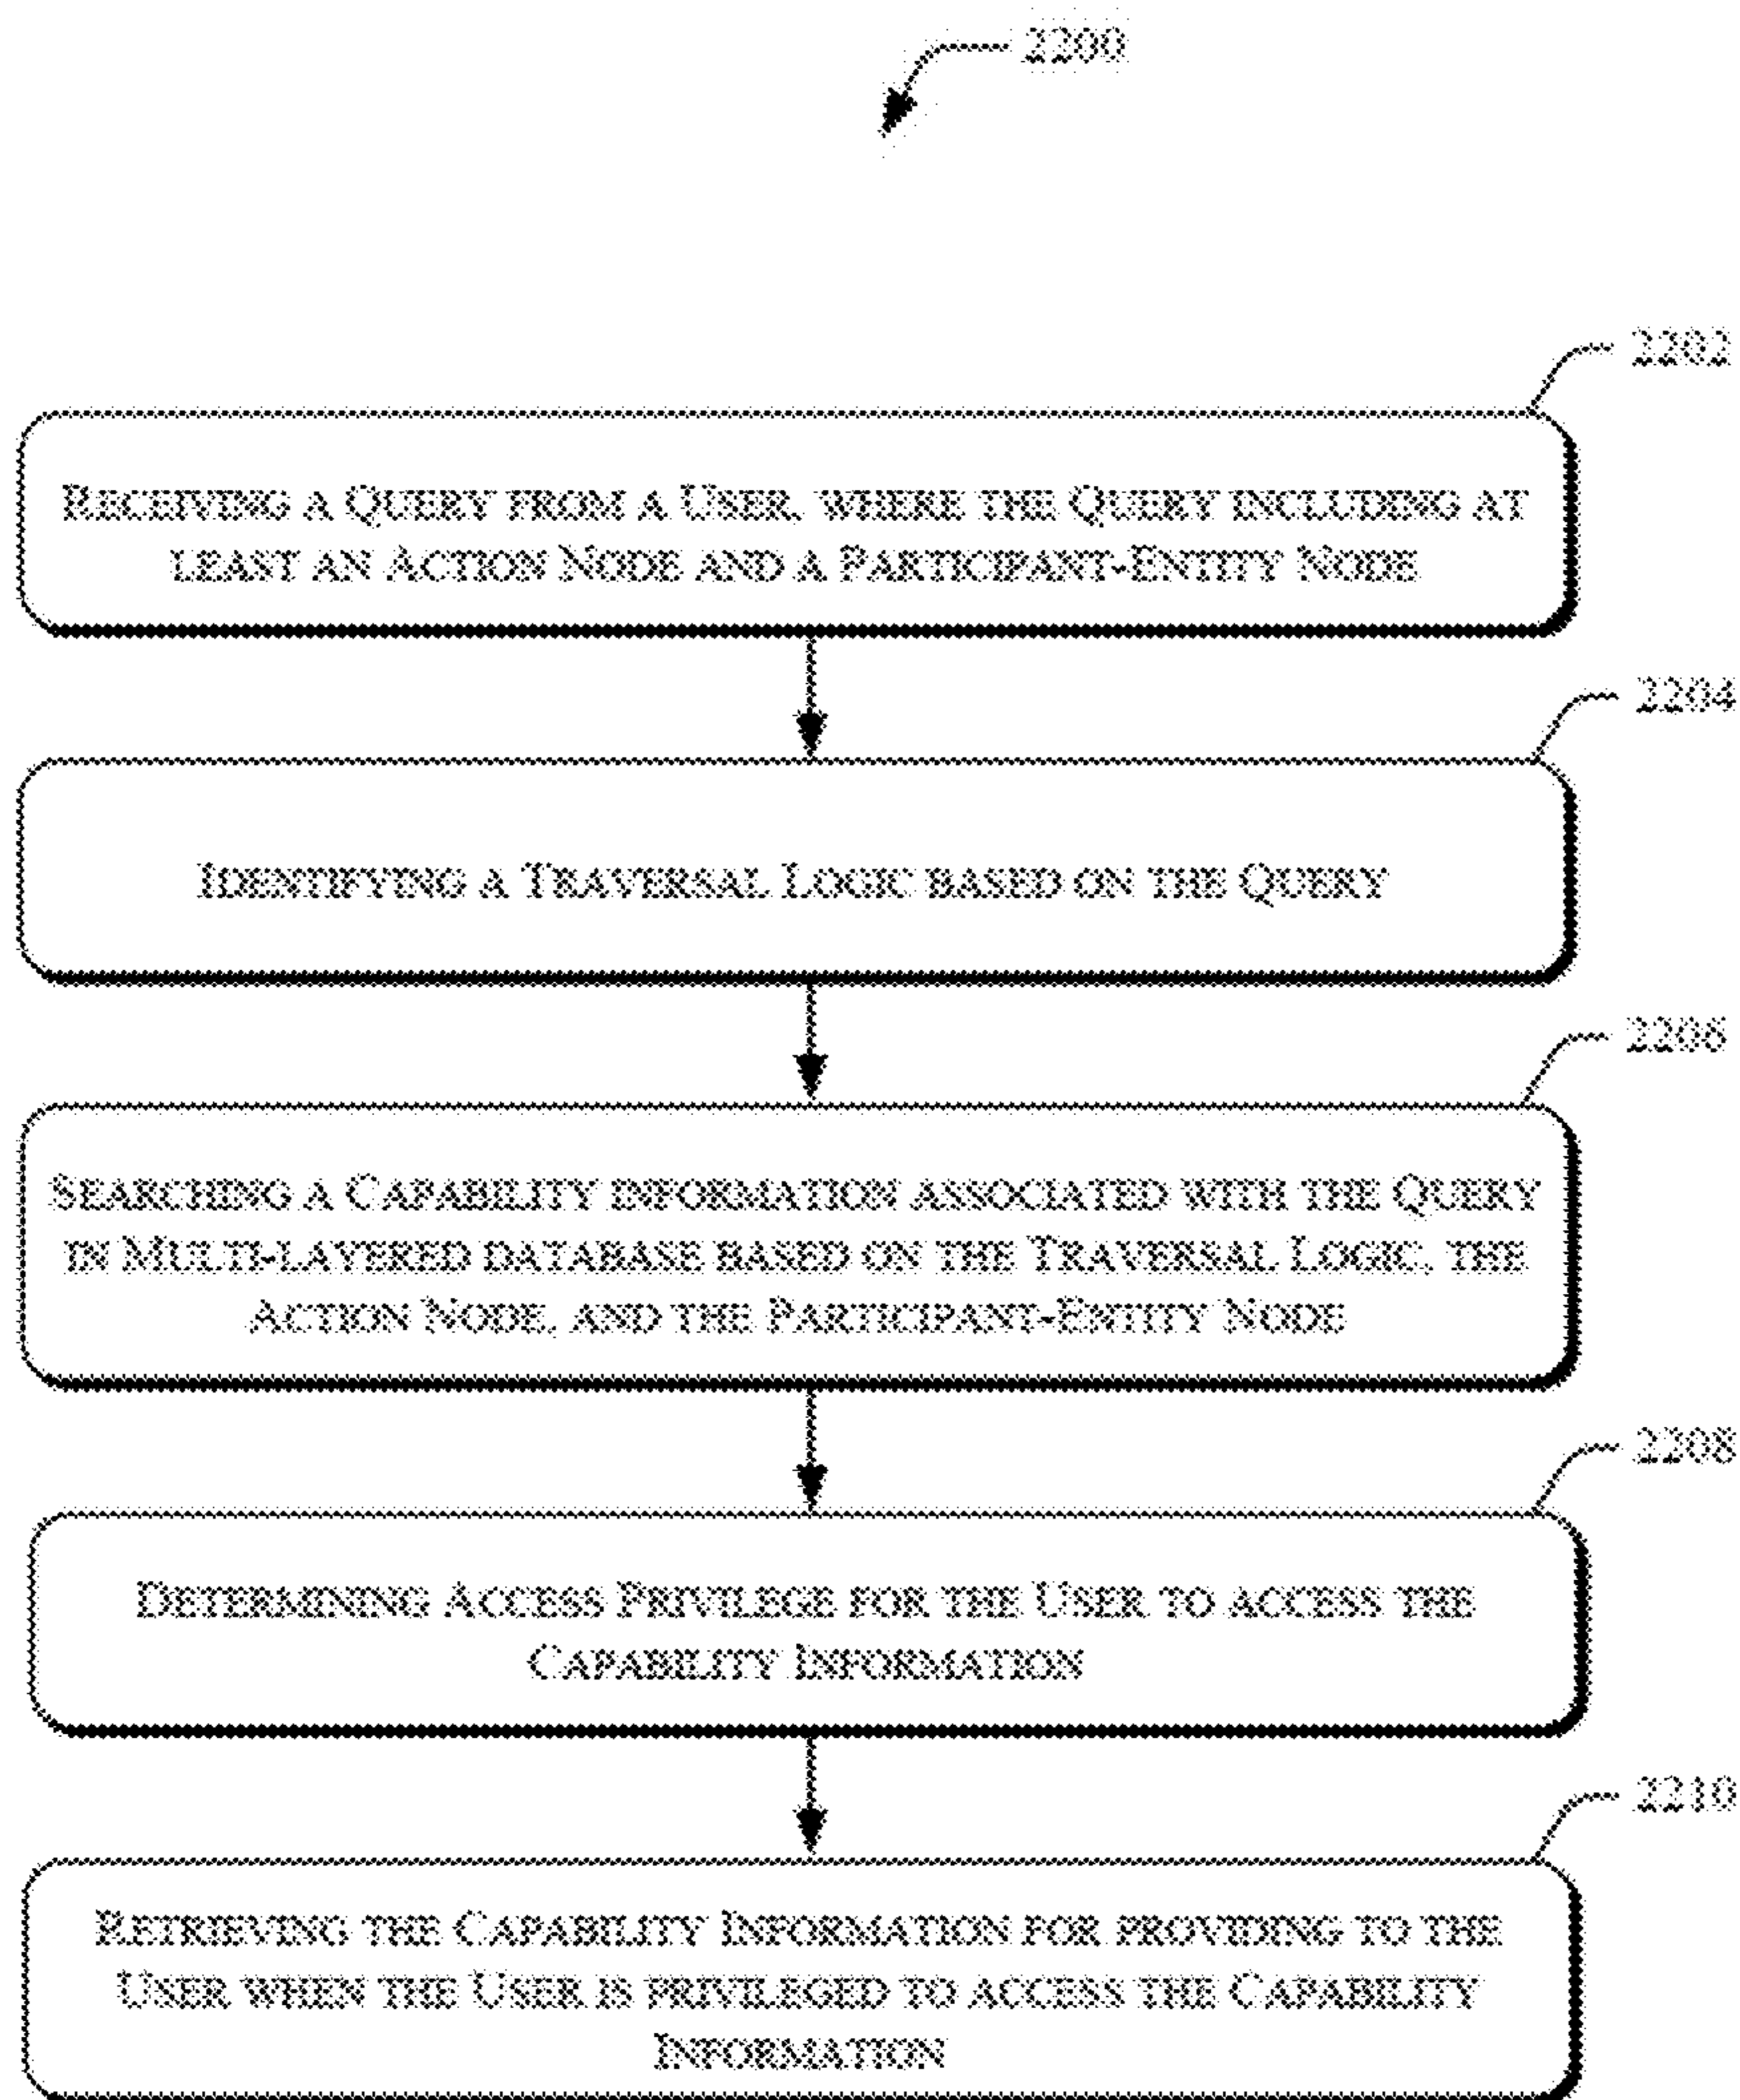 2200
2202
Receiving a Query from a User, where the Query including at
least an Action Node and a Participant-Entity Node
2204
Identifying a Traversal Logic based on the Query
2206
Searching a Capability information associated with the Query
in Multi-layered database based on the Traversal Logic, the
Action Node, and the Participant-Entity Node
2208
Determining Access Privilege for the User to access the
Capability Information
2210
Retrieving the Capability Information for providing to the
User when the User is privileged to access the Capability
Information